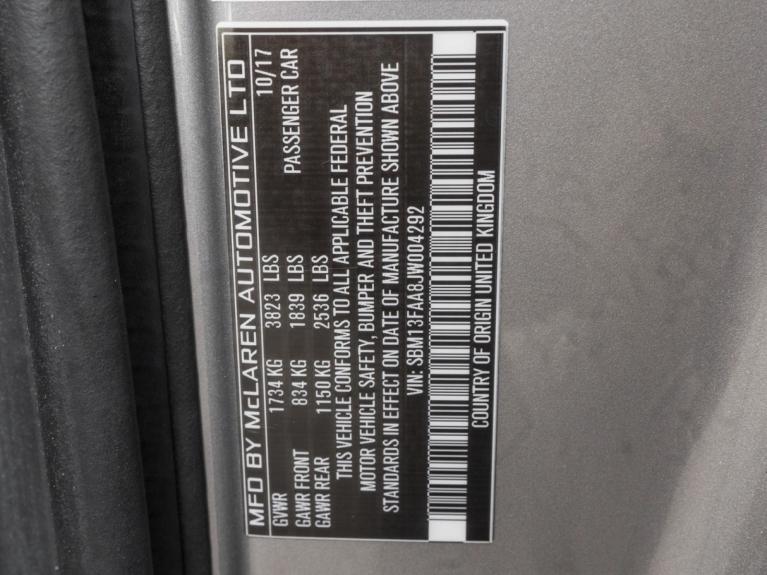 MFD BY McLAREN AUTOMOTIVE LTD
GVWR 1734 KG 3823 LBS 10/17
GAWR FRONT 834 KG 1839 LBS PASSENGER CAR
GAWR REAR 1150 KG 2536 LBS
THIS VEHICLE CONFORMS TO ALL APPLICABLE FEDERAL
MOTOR VEHICLE SAFETY, BUMPER AND THEFT PREVENTION
STANDARDS IN EFFECT ON DATE OF MANUFACTURE SHOWN ABOVE
VIN: SBM13FAA8JW004292
COUNTRY OF ORIGIN UNITED KINGDOM